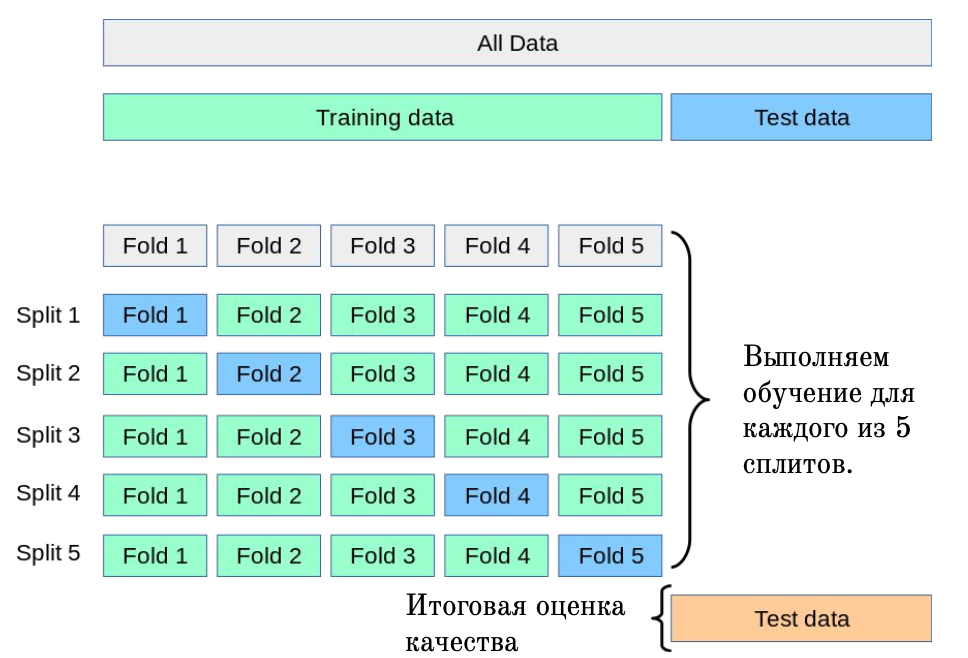 All Data
Training data Test data
Fold 1 Fold 2 Fold 3 Fold 4 Fold 5
Split 1 Fold 1 Fold 2 Fold 3 Fold 4 Fold 5
Split 2 Fold 1 Fold 2 Fold 3 Fold 4 Fold 5
Split 3 Fold 1 Fold 2 Fold 3 Fold 4 Fold 5
Split 4 Fold 1 Fold 2 Fold 3 Fold 4 Fold 5
Split 5 Fold 1 Fold 2 Fold 3 Fold 4 Fold 5
Выполняем
обучение для
каждого из 5
сплитов.
Итоговая оценка
качества
Test data